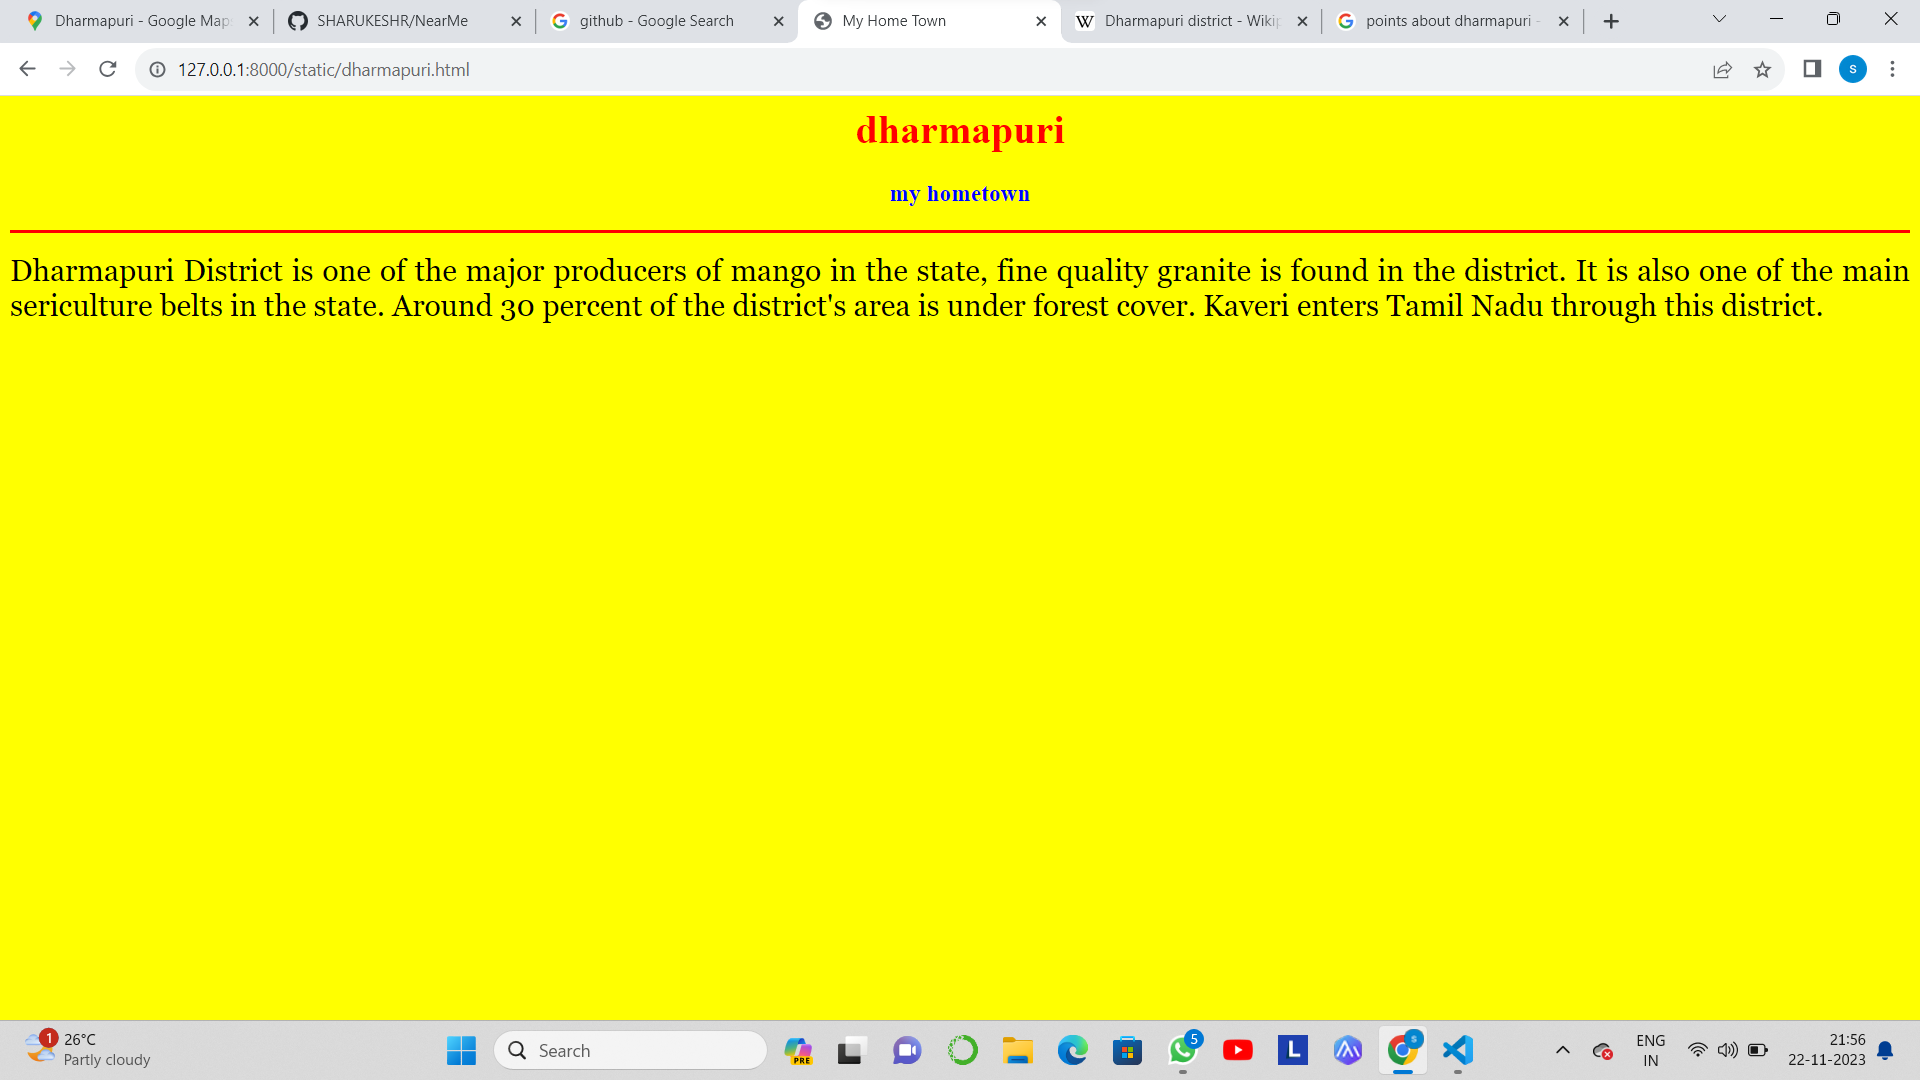 Dharmapuri - Google Map
SHARUKESHR/NearMe
github - Google Search
My Home Town
Dharmapuri district - Wikip
points about dharmapuri -
127.0.0.1:8000/static/dharmapuri.html
s
dharmapuri
my hometown
Dharmapuri District is one of the major producers of mango in the state, fine quality granite is found in the district. It is also one of the main
sericulture belts in the state. Around 30 percent of the district's area is under forest cover. Kaveri enters Tamil Nadu through this district.
1
26°C
Partly cloudy
Search
PRE
5
L
s
ENG
IN
21:56
22-11-2023